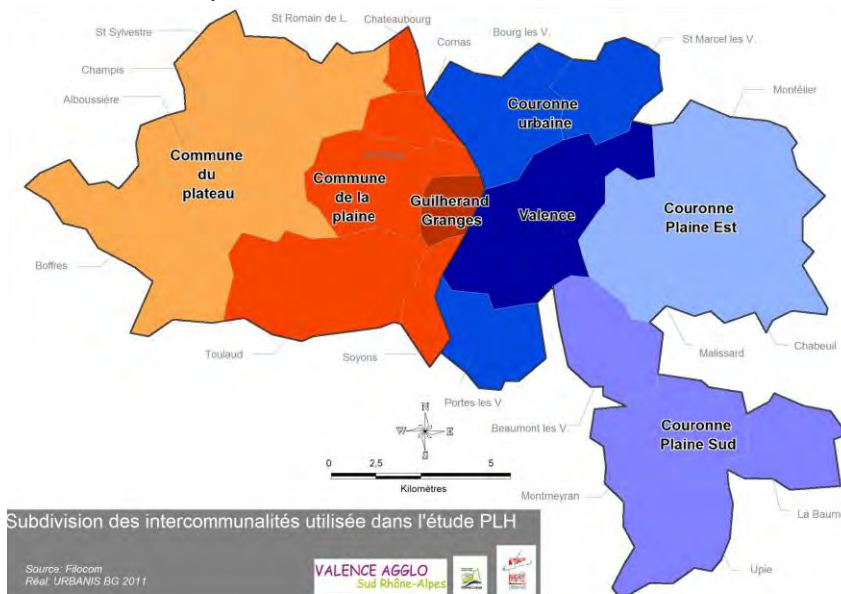 St Romain de L.
Chateaubourg
St Sylvestre
Cornas
Bourg les V.
St Marcel les V.
Champis
Alboussière
Montélier
Couronne
urbaine
Commune
du
plateau
Commune
de la
plaine
Guilherand
Granges
Valence
Couronne
Plaine Est
Boffres
Toulaud
Soyons
Malissard
Chabeuil
Portes les V
Beaumont les V.
Couronne
Plaine Sud
N
W
E
S
0
2,5
5
Kilomètres
Montmeyran
La Baume
Upie
Subdivision des intercommunalités utilisée dans l'étude PLH
Source: Filocom
Réal: URBANIS BG 2011
VALENCE AGGLO
Sud Rhône-Alpes